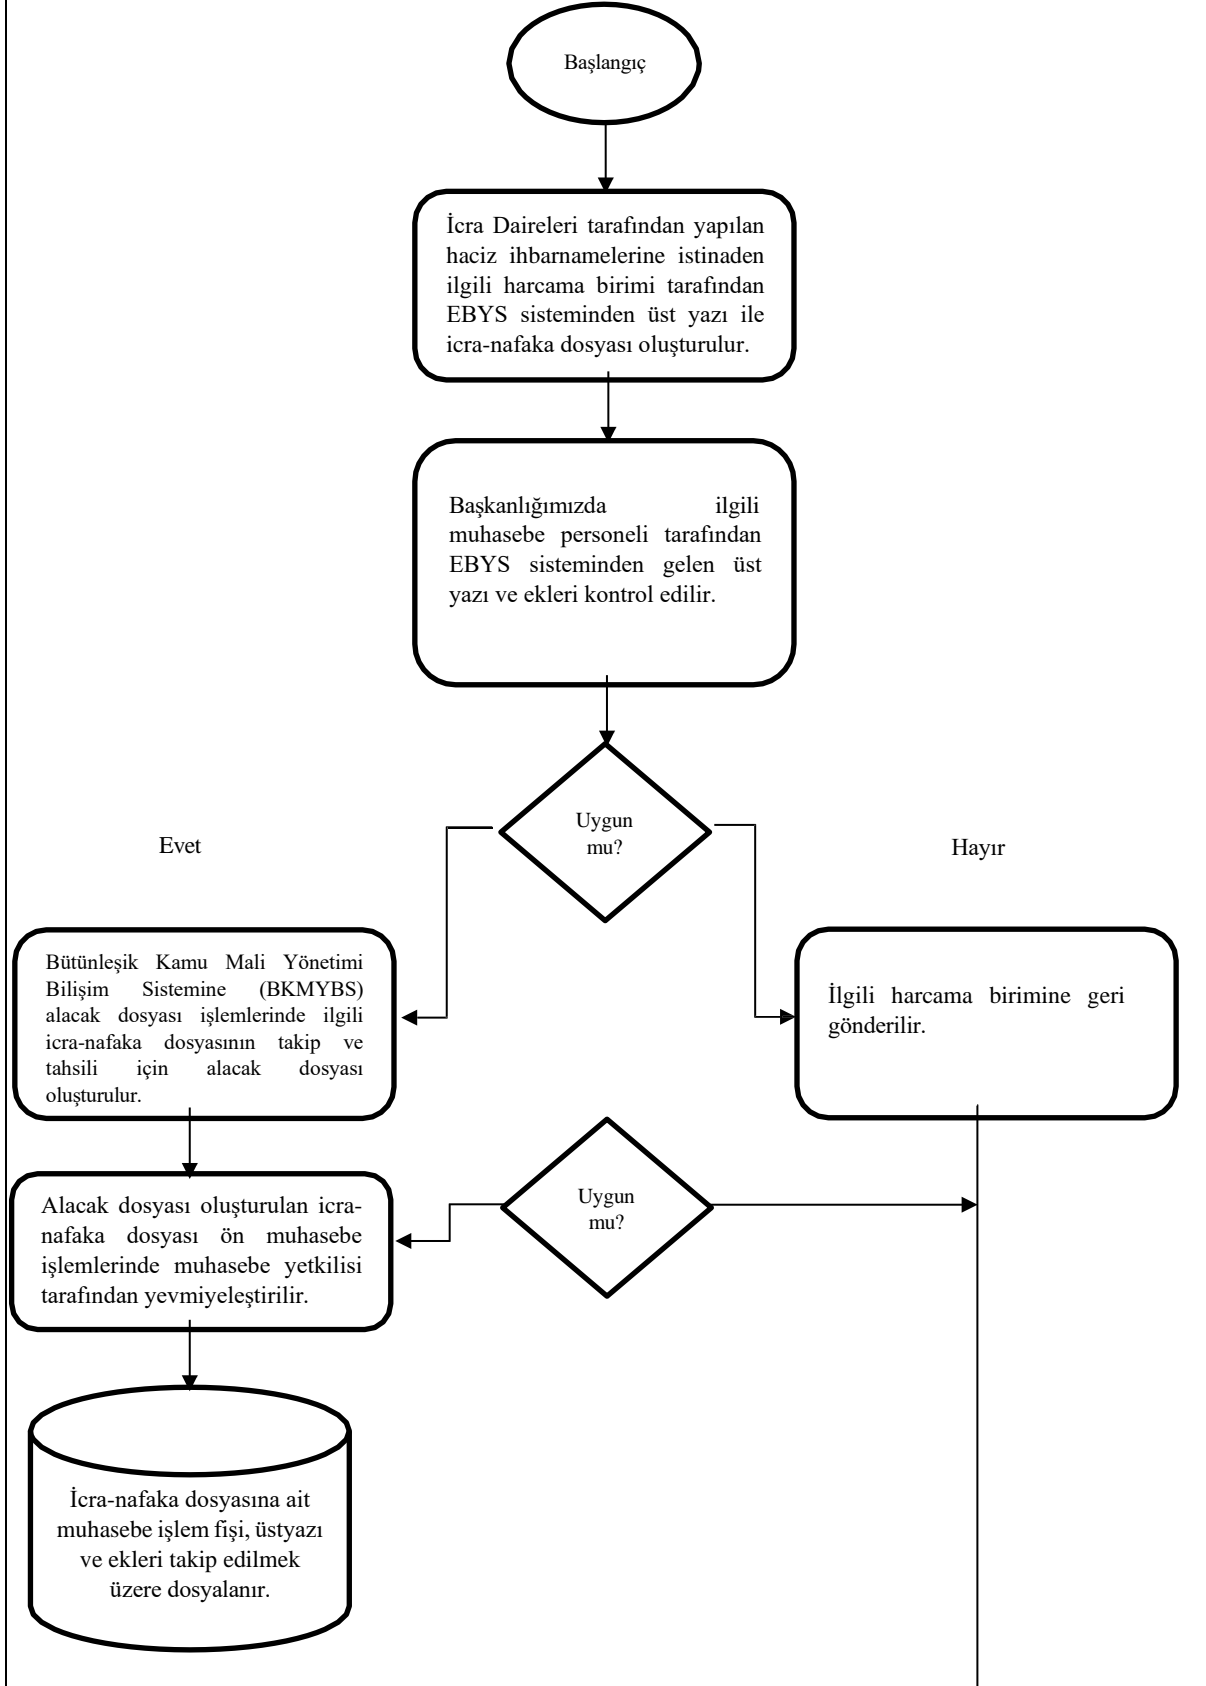 Başlangıç
İcra Daireleri tarafından yapılan
haciz ihbarnamelerine istinaden
ilgili harcama birimi tarafından
EBYS sisteminden üst yazı ile
icra-nafaka dosyası oluşturulur.
Başkanlığımızda ilgili
muhasebe personeli tarafından
EBYS sisteminden gelen üst
yazı ve ekleri kontrol edilir.
Uygun
mu?
Evet
Hayır
Bütünleşik Kamu Mali Yönetimi
Bilişim Sistemine (BKMYBS)
alacak dosyası işlemlerinde ilgili
icra-nafaka dosyasının takip ve
tahsili için alacak dosyası
oluşturulur.
İlgili harcama birimine geri
gönderilir.
Uygun
mu?
Alacak dosyası oluşturulan icra-
nafaka dosyası ön muhasebe
işlemlerinde muhasebe yetkilisi
tarafından yevmiyeleştirilir.
İcra-nafaka dosyasına ait
muhasebe işlem fişi, üstyazı
ve ekleri takip edilmek
üzere dosyalanır.